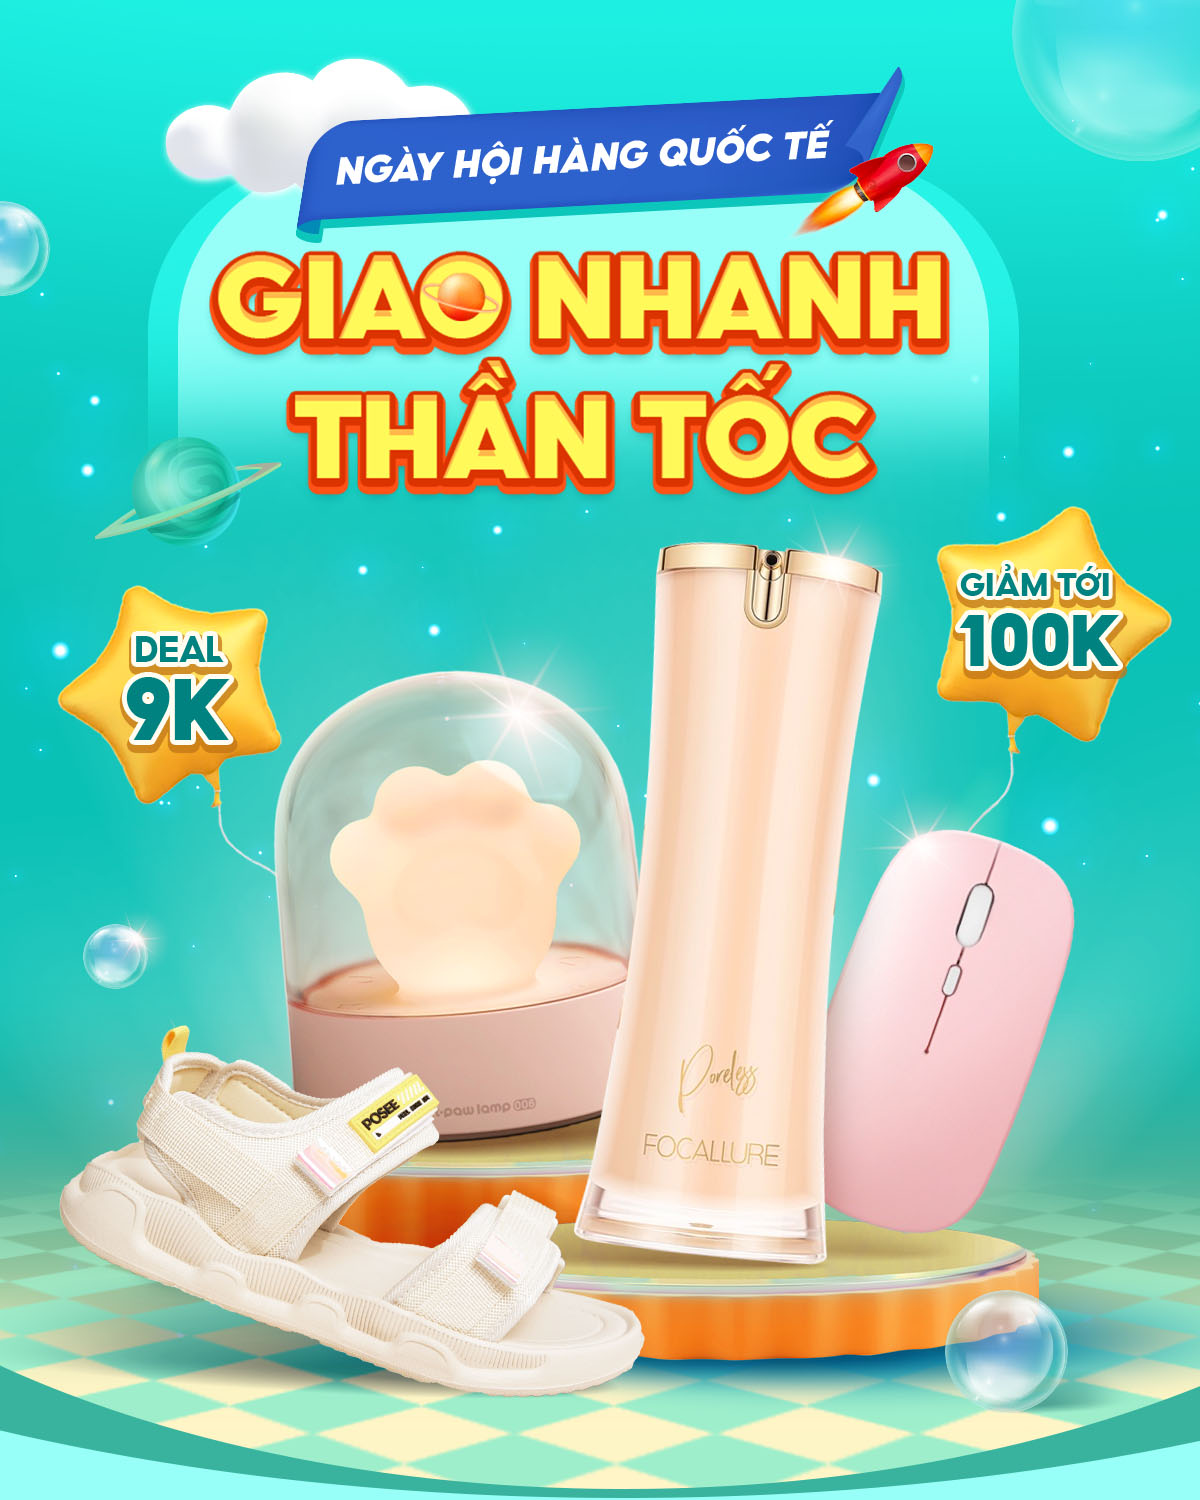 NGÀY HỘI HÀNG QUỐC TẾ
GIAO NHANH
THẦN TỐC
GIẢM TỚI
100K
DEAL
9K
Poreless
FOCALLURE
paw lamp 006
POSEE